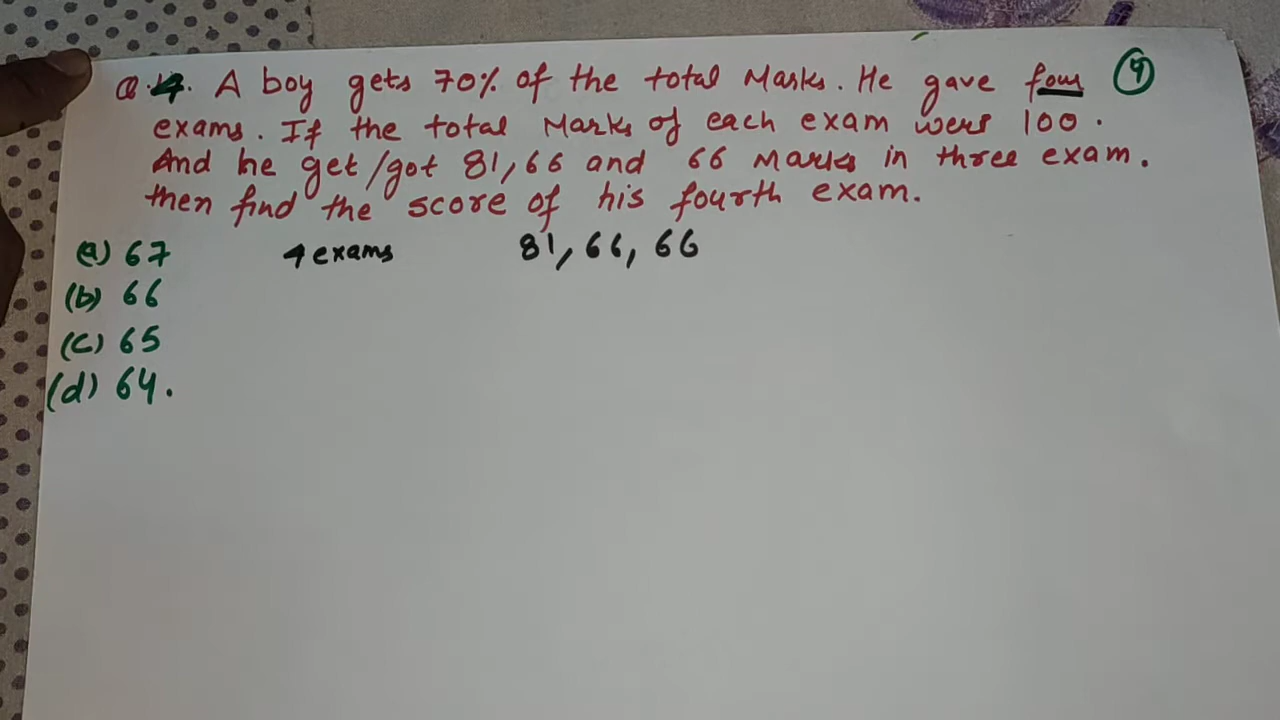 Q.4. A boy gets 70% of the total Marks. He gave four 4
exams. If the total Marks of each exam were 100.
And he get/got 81,66 and 66 Marks in three exam.
then find the score of his fourth exam.
(a) 67 4 exams 81, 66, 66
(b) 66
(c) 65
(d) 64.